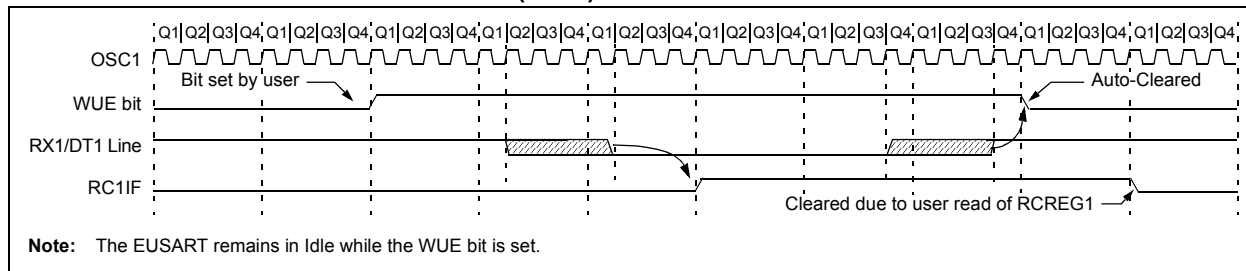 Q1 Q2 Q3 Q4 Q1 Q2 Q3 Q4 Q1 Q2 Q3 Q4 Q1 Q2 Q3 Q4 Q1 Q2 Q3 Q4 Q1 Q2 Q3 Q4 Q1 Q2 Q3 Q4 Q1 Q2 Q3 Q4 Q1 Q2 Q3 Q4 Q1 Q2 Q3 Q4
OSC1
Bit set by user
Auto-Cleared
WUE bit
RX1/DT1 Line
RC1IF
Cleared due to user read of RCREG1
Note: The EUSART remains in Idle while the WUE bit is set.